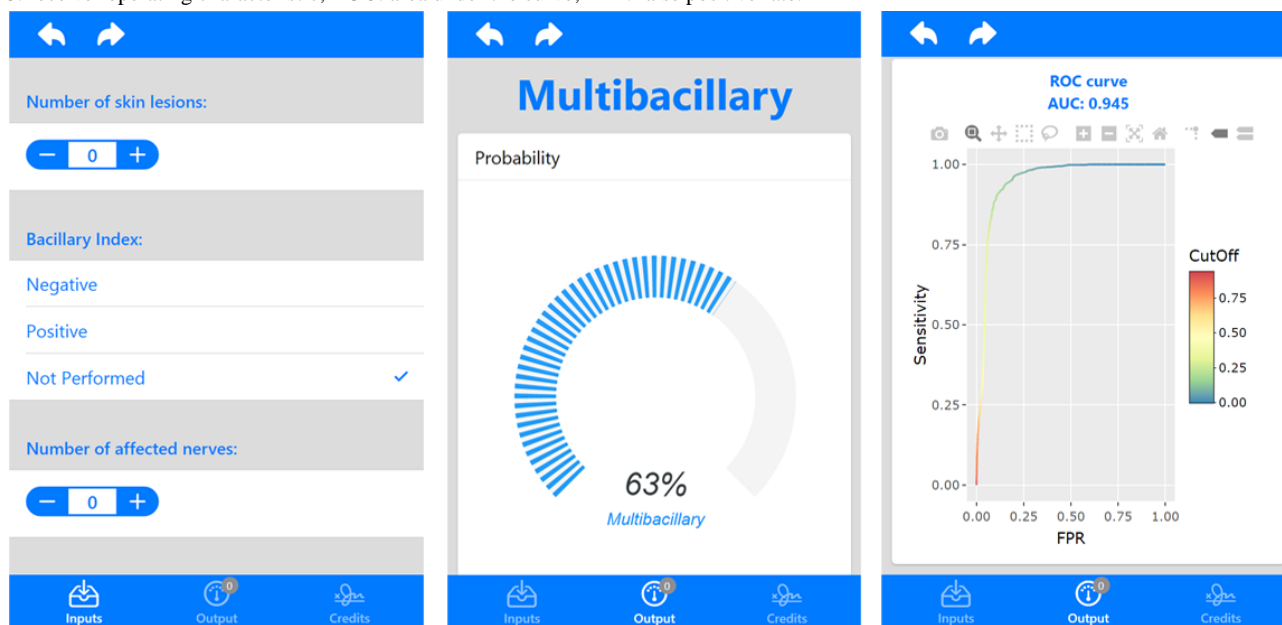 Number of skin lesions:
0
Bacillary Index:
Negative
Positive
Not Performed
Number of affected nerves:
0
Inputs
0
Output
Credits
Multibacillary
Probability
63%
Multibacillary
Inputs
0
Output
Credits
ROC curve
AUC: 0.945
1.00
0.75
0.50
0.25
0.00
Sensitivity
0.00 0.25 0.50 0.75 1.00
FPR
CutOff
0.75
0.50
0.25
0.00
Inputs
0
Output
Credits